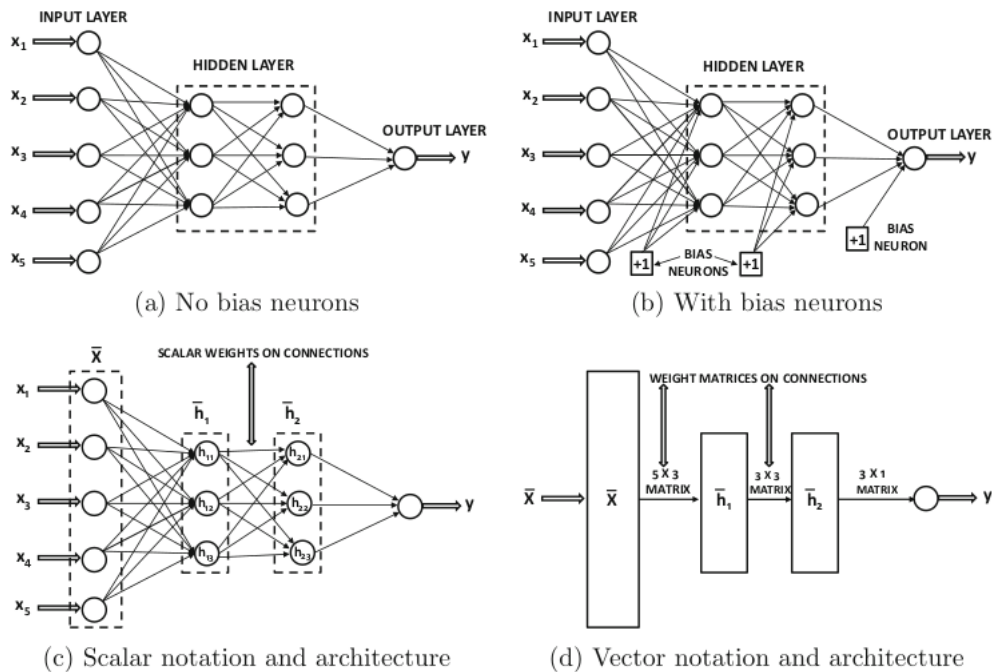 INPUT LAYER
x1
x2
x3
x4
x5
HIDDEN LAYER
OUTPUT LAYER
y
(a) No bias neurons
INPUT LAYER
x1
x2
x3
x4
x5
HIDDEN LAYER
OUTPUT LAYER
y
+1
BIAS
NEURONS
+1
+1
BIAS
NEURON
(b) With bias neurons
SCALAR WEIGHTS ON CONNECTIONS
X̅
x1
x2
x3
x4
x5
h̅1
h̅2
h11
h12
h13
h21
h22
h23
y
(c) Scalar notation and architecture
WEIGHT MATRICES ON CONNECTIONS
X̅
X̅
5 X 3
MATRIX
h̅1
3 X 3
MATRIX
h̅2
3 X 1
MATRIX
y
(d) Vector notation and architecture